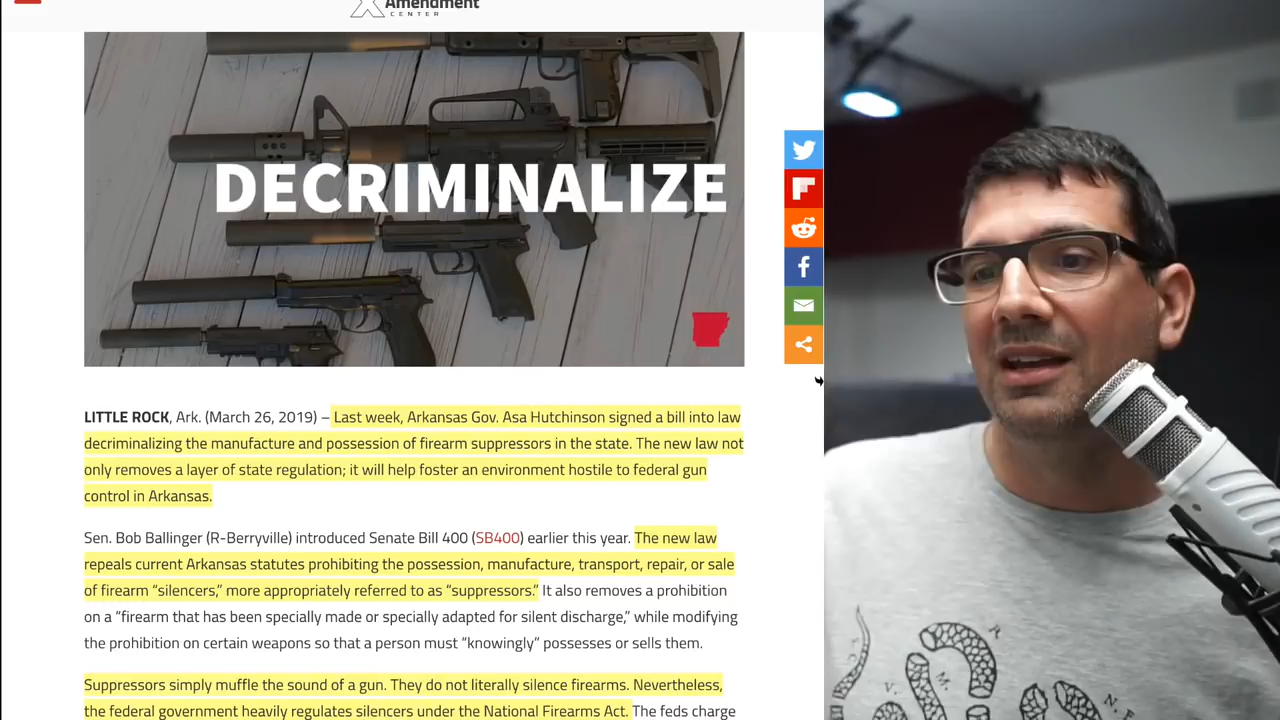 Amendment
CENTER
DECRIMINALIZE
LITTLE ROCK, Ark. (March 26, 2019) – Last week, Arkansas Gov. Asa Hutchinson signed a bill into law
decriminalizing the manufacture and possession of firearm suppressors in the state. The new law not
only removes a layer of state regulation; it will help foster an environment hostile to federal gun
control in Arkansas.
Sen. Bob Ballinger (R-Berryville) introduced Senate Bill 400 (SB400) earlier this year. The new law
repeals current Arkansas statutes prohibiting the possession, manufacture, transport, repair, or sale
of firearm “silencers,” more appropriately referred to as “suppressors.” It also removes a prohibition
on a “firearm that has been specially made or specially adapted for silent discharge,” while modifying
the prohibition on certain weapons so that a person must “knowingly” possesses or sells them.
Suppressors simply muffle the sound of a gun. They do not literally silence firearms. Nevertheless,
the federal government heavily regulates silencers under the National Firearms Act. The feds charge
R
V.
M.
N.